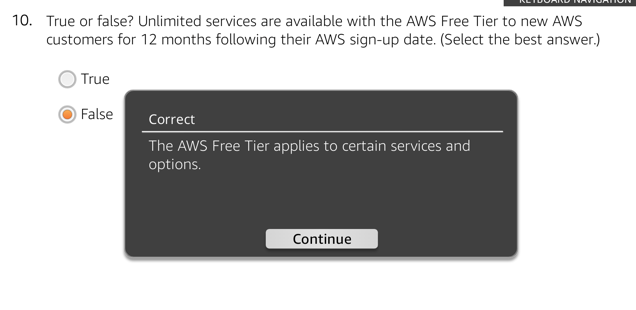 KEYBOARD NAVIGATION
10. True or false? Unlimited services are available with the AWS Free Tier to new AWS
customers for 12 months following their AWS sign-up date. (Select the best answer.)
True
False
Correct
The AWS Free Tier applies to certain services and
options.
Continue